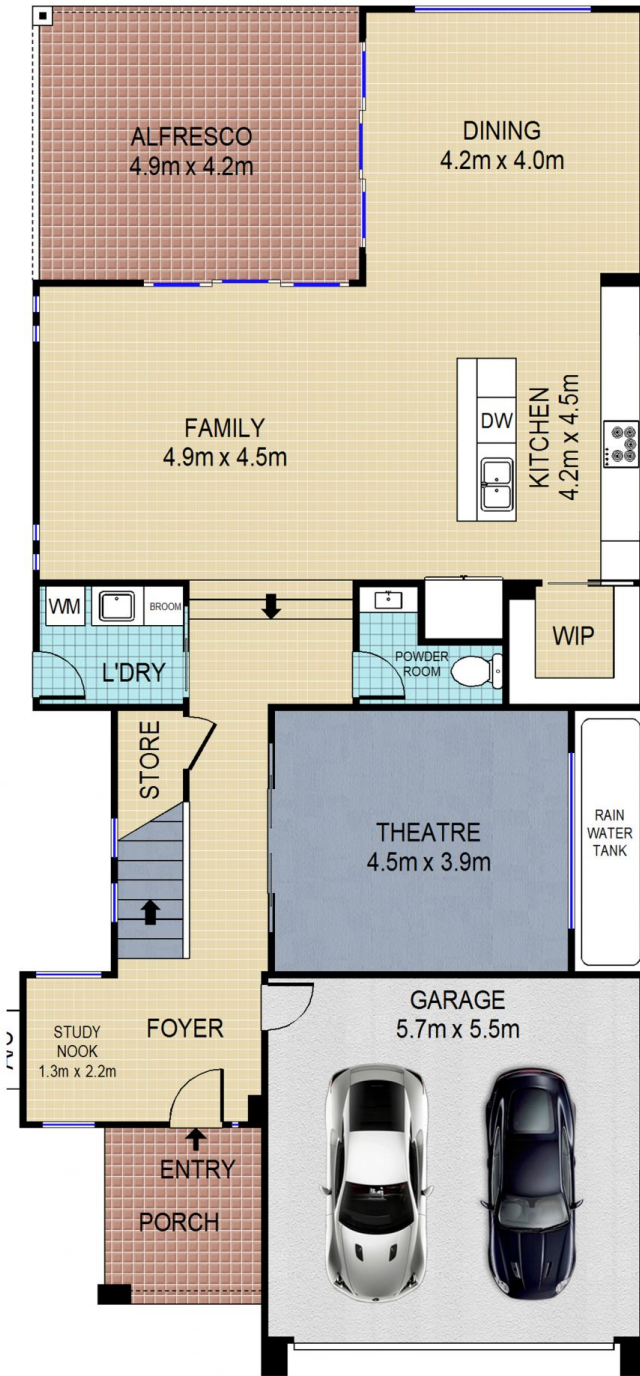 ALFRESCO
4.9m x 4.2m
DINING
4.2m x 4.0m
FAMILY
4.9m x 4.5m
DW
KITCHEN
4.2m x 4.5m
WM
BROOM
L'DRY
POWDER
ROOM
WIP
STORE
THEATRE
4.5m x 3.9m
RAIN
WATER
TANK
STUDY
NOOK
1.3m x 2.2m
FOYER
GARAGE
5.7m x 5.5m
ENTRY
PORCH